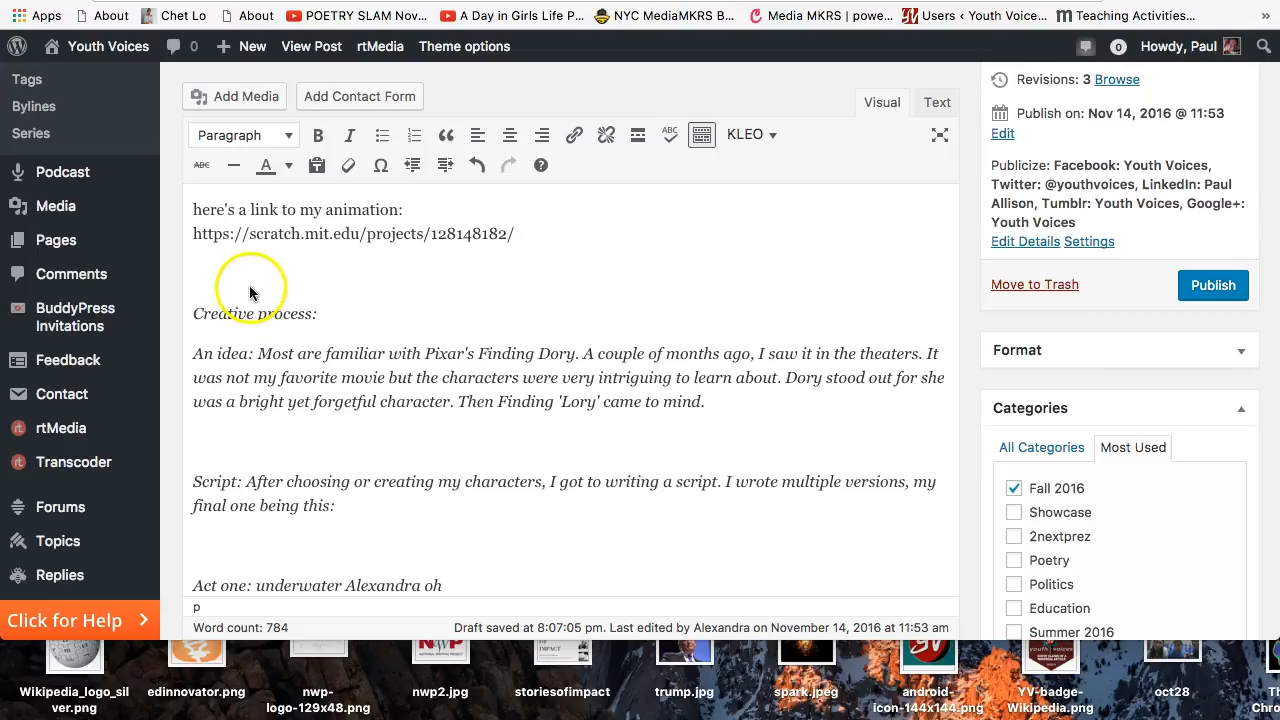 Apps About Chet Lo About POETRY SLAM Nov... A Day in Girls Life P... NYC MediaMKRS B... Media MKRS | powe... Users ‹ Youth Voice... Teaching Activities... »
Youth Voices 0 New View Post rtMedia Theme options 0 Howdy, Paul
Tags
Bylines
Series
Podcast
Media
Pages
Comments
BuddyPress
Invitations
Feedback
Contact
rtMedia
Transcoder
Forums
Topics
Replies
Click for Help
Add Media Add Contact Form Visual Text
Paragraph B I ABC KLEO
ABC A
here's a link to my animation:
https://scratch.mit.edu/projects/128148182/
Creative process:
An idea: Most are familiar with Pixar's Finding Dory. A couple of months ago, I saw it in the theaters. It
was not my favorite movie but the characters were very intriguing to learn about. Dory stood out for she
was a bright yet forgetful character. Then Finding 'Lory' came to mind.
Script: After choosing or creating my characters, I got to writing a script. I wrote multiple versions, my
final one being this:
Act one: underwater Alexandra oh
p
Word count: 784 Draft saved at 8:07:05 pm. Last edited by Alexandra on November 14, 2016 at 11:53 am
Revisions: 3 Browse
Publish on: Nov 14, 2016 @ 11:53
Edit
Publicize: Facebook: Youth Voices,
Twitter: @youthvoices, LinkedIn: Paul
Allison, Tumblr: Youth Voices, Google+:
Youth Voices
Edit Details Settings
Move to Trash Publish
Format
Categories
All Categories Most Used
Fall 2016
Showcase
2nextprez
Poetry
Politics
Education
Summer 2016
Wikipedia_logo_sil
ver.png
edinnovator.png
nwp-
logo-129x48.png
nwp2.jpg
storiesofimpact
trump.jpg
spark.jpeg
android-
icon-144x144.png
YV-badge-
Wikipedia.png
oct28